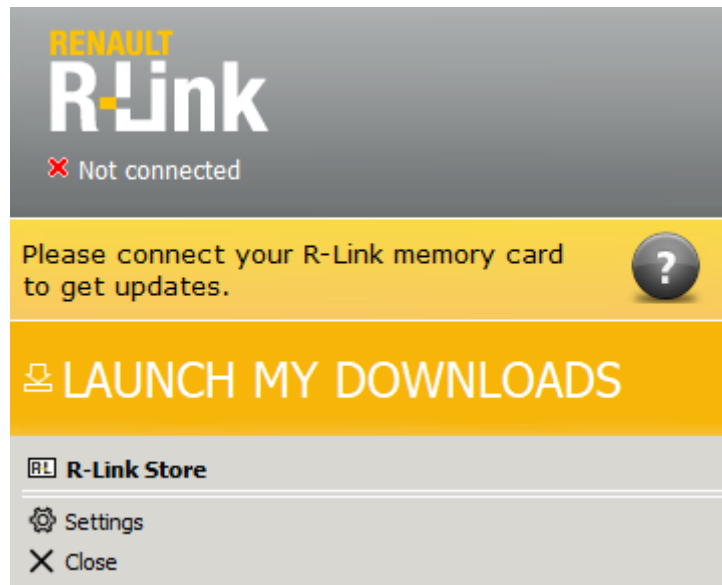 RENAULT
R-Link
Not connected
Please connect your R-Link memory card
to get updates.
?
LAUNCH MY DOWNLOADS
RL R-Link Store
Settings
Close